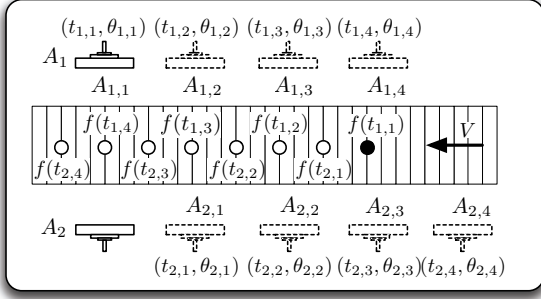 (t_{1,1}, θ_{1,1}) (t_{1,2}, θ_{1,2}) (t_{1,3}, θ_{1,3}) (t_{1,4}, θ_{1,4})
A_1
A_{1,1} A_{1,2} A_{1,3} A_{1,4}
f(t_{1,4}) f(t_{1,3}) f(t_{1,2}) f(t_{1,1}) V
f(t_{2,4}) f(t_{2,3}) f(t_{2,2}) f(t_{2,1})
A_{2,1} A_{2,2} A_{2,3} A_{2,4}
A_2
(t_{2,1}, θ_{2,1}) (t_{2,2}, θ_{2,2}) (t_{2,3}, θ_{2,3}) (t_{2,4}, θ_{2,4})